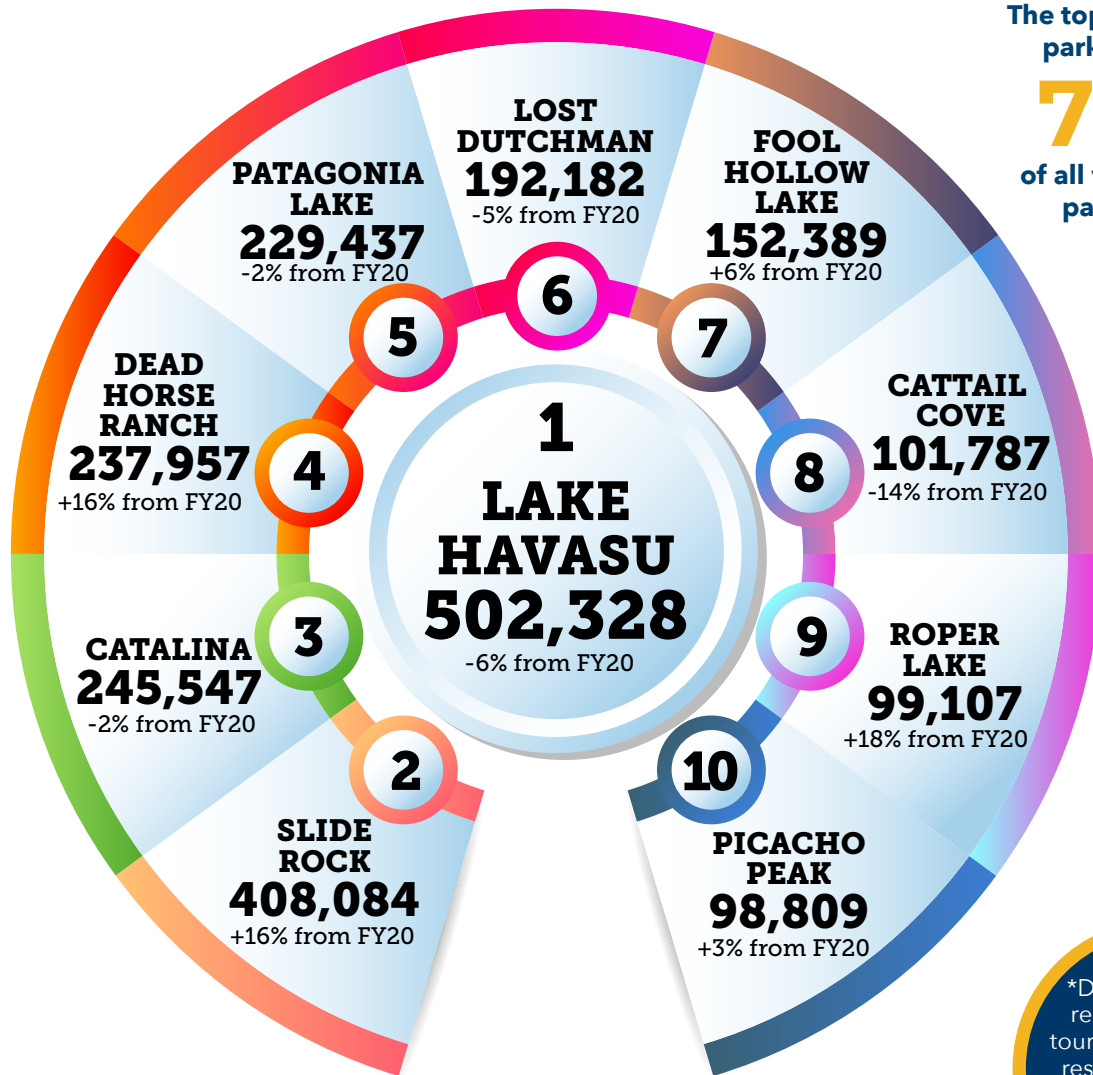 1
LAKE
HAVASU
502,328
-6% from FY20
2
SLIDE
ROCK
408,084
+16% from FY20
3
CATALINA
245,547
-2% from FY20
4
DEAD
HORSE
RANCH
237,957
+16% from FY20
5
PATAGONIA
LAKE
229,437
-2% from FY20
6
LOST
DUTCHMAN
192,182
-5% from FY20
7
FOOL
HOLLOW
LAKE
152,389
+6% from FY20
8
CATTAIL
COVE
101,787
-14% from FY20
9
ROPER
LAKE
99,107
+18% from FY20
10
PICACHO
PEAK
98,809
+3% from FY20
The top
park
7
of all
pa
*D
re
tour
res